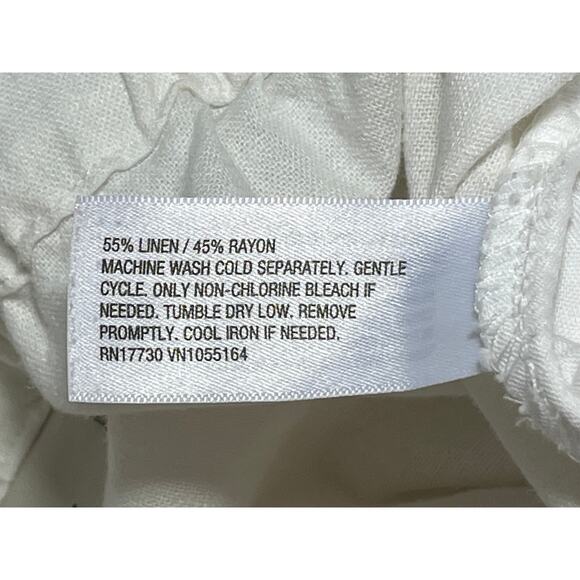 55% LINEN / 45% RAYON
MACHINE WASH COLD SEPARATELY. GENTLE
CYCLE. ONLY NON-CHLORINE BLEACH IF
NEEDED. TUMBLE DRY LOW. REMOVE
PROMPTLY. COOL IRON IF NEEDED.
RN17730 VN1055164